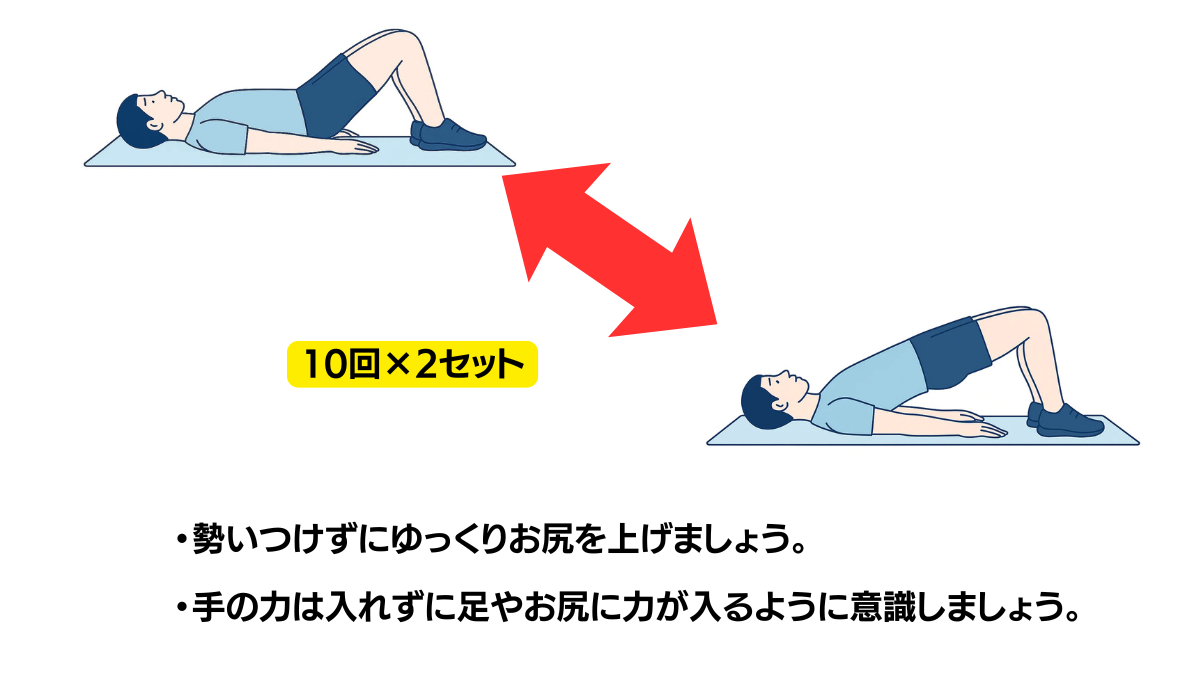 10回×2セット
・勢いつけずにゆっくりお尻を上げましょう。
・手の力は入れずに足やお尻に力が入るように意識しましょう。